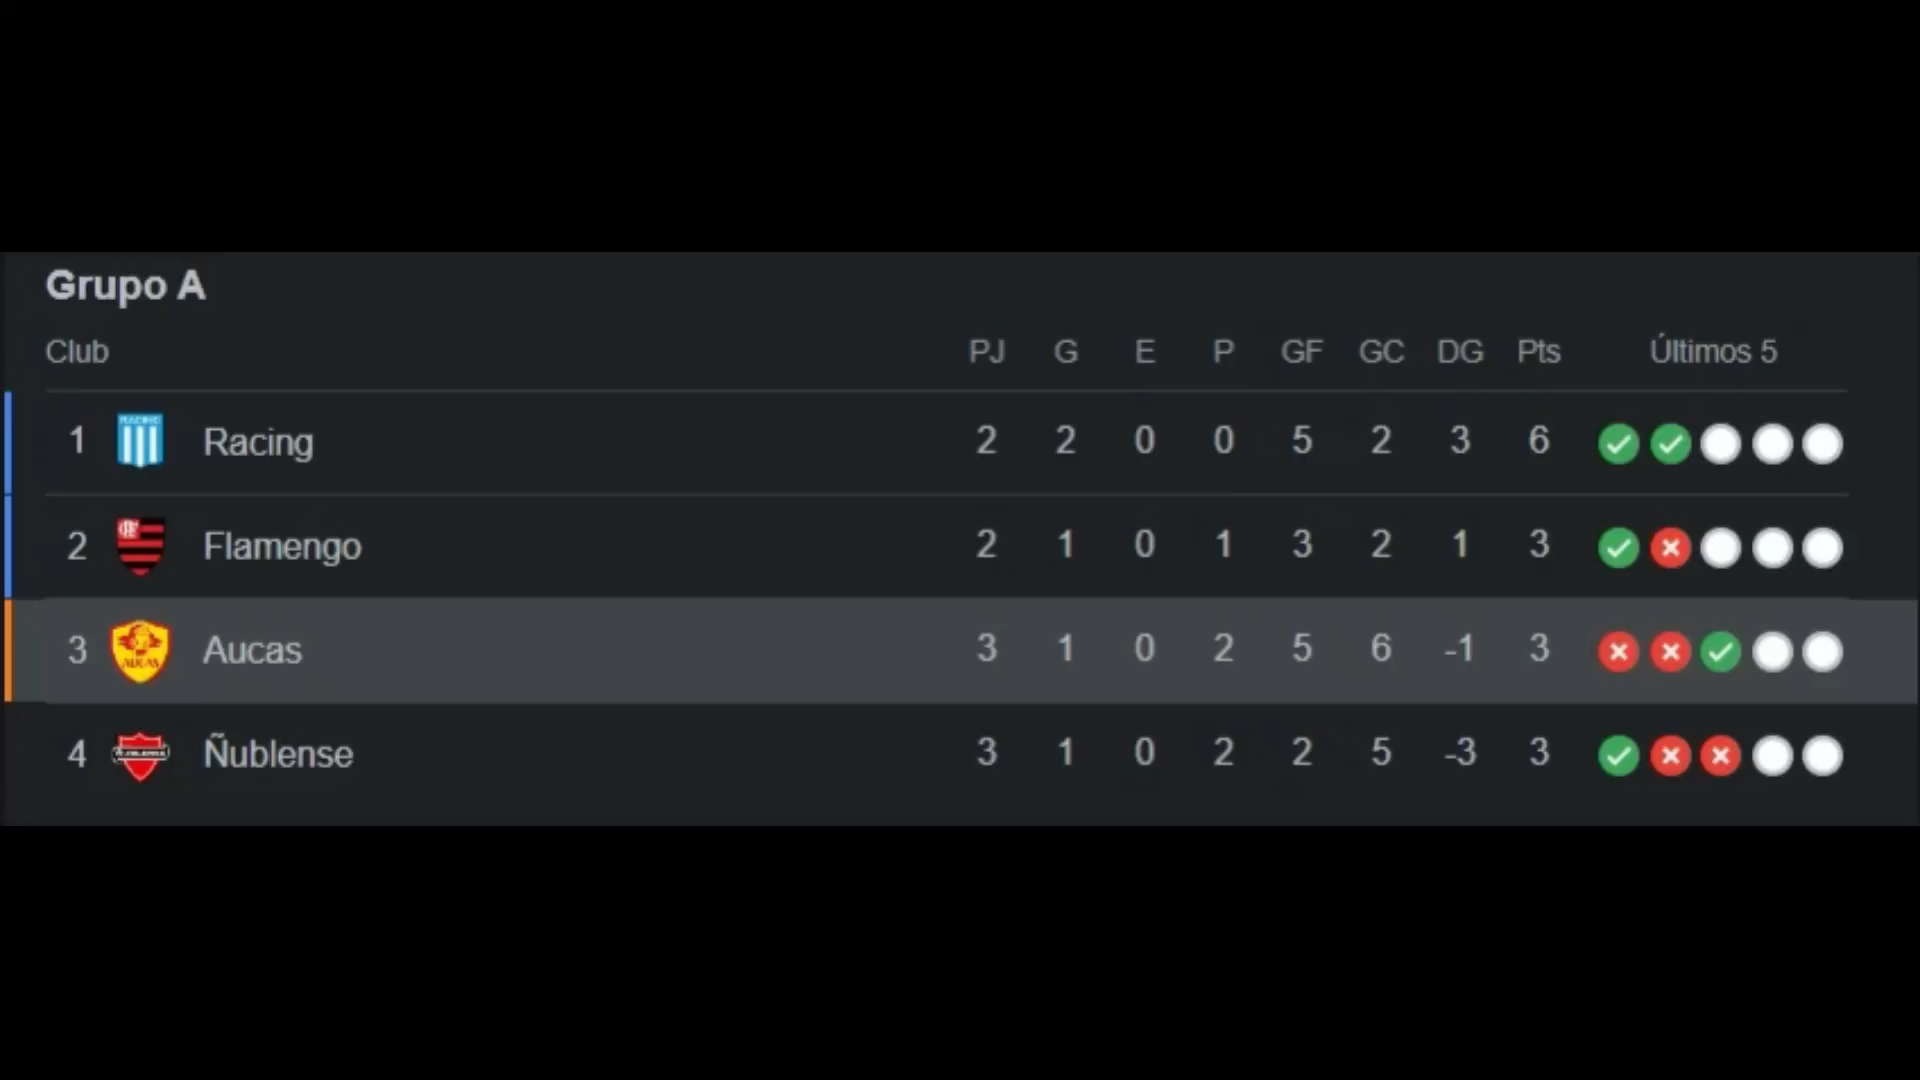 Grupo A
Club PJ G E P GF GC DG Pts Últimos 5
1 RACING Racing 2 2 0 0 5 2 3 6
2 Flamengo 2 1 0 1 3 2 1 3
3 AUCAS Aucas 3 1 0 2 5 6 -1 3
4 Ñublense 3 1 0 2 2 5 -3 3